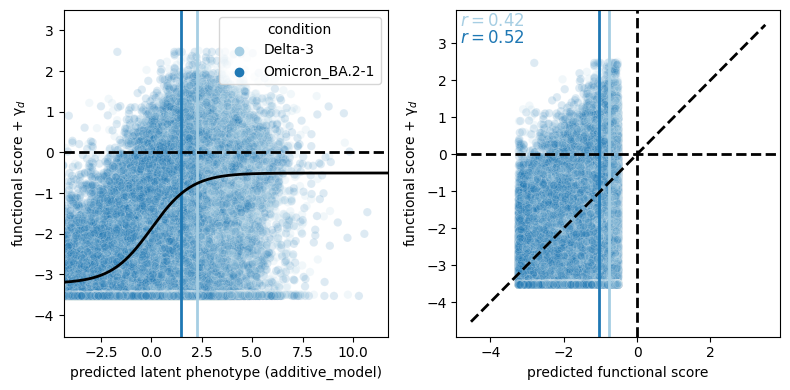 condition
Delta-3
Omicron_BA.2-1
functional score + γd
3
2
1
0
−1
−2
−3
−4
−2.5 0.0 2.5 5.0 7.5 10.0
predicted latent phenotype (additive_model)
r = 0.42
r = 0.52
functional score + γd
3
2
1
0
−1
−2
−3
−4
−4 −2 0 2
predicted functional score